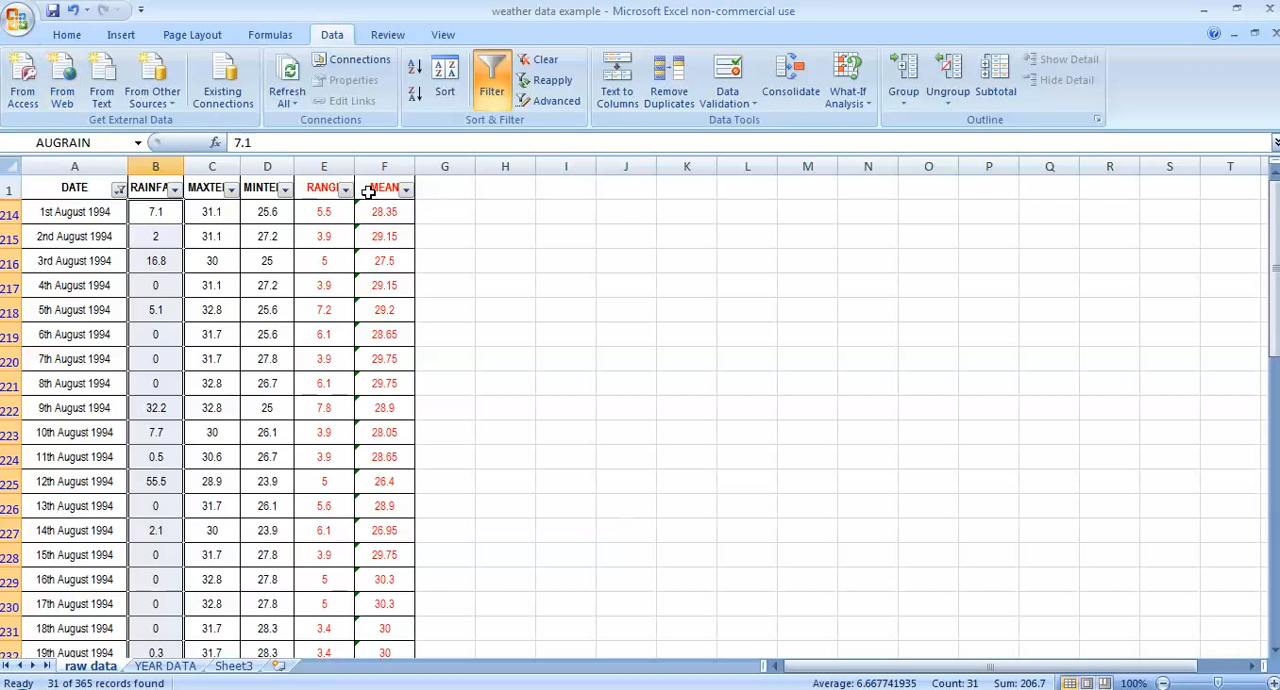 weather data example - Microsoft Excel non-commercial use
Home Insert Page Layout Formulas Data Review View
From Access From Web From Text From Other Sources Existing Connections Refresh All Connections Properties Edit Links Sort Filter Clear Reapply Advanced Text to Columns Remove Duplicates Data Validation Consolidate What-If Analysis Group Ungroup Subtotal Show Detail Hide Detail
Get External Data Connections Sort & Filter Data Tools Outline
AUGRAIN fx 7.1
A B C D E F G H I J K L M N O P Q R S T
1 DATE RAINFA MAXTE MINTE RANG MEAN
214 1st August 1994 7.1 31.1 25.6 5.5 28.35
215 2nd August 1994 2 31.1 27.2 3.9 29.15
216 3rd August 1994 16.8 30 25 5 27.5
217 4th August 1994 0 31.1 27.2 3.9 29.15
218 5th August 1994 5.1 32.8 25.6 7.2 29.2
219 6th August 1994 0 31.7 25.6 6.1 28.65
220 7th August 1994 0 31.7 27.8 3.9 29.75
221 8th August 1994 0 32.8 26.7 6.1 29.75
222 9th August 1994 32.2 32.8 25 7.8 28.9
223 10th August 1994 7.7 30 26.1 3.9 28.05
224 11th August 1994 0.5 30.6 26.7 3.9 28.65
225 12th August 1994 55.5 28.9 23.9 5 26.4
226 13th August 1994 0 31.7 26.1 5.6 28.9
227 14th August 1994 2.1 30 23.9 6.1 26.95
228 15th August 1994 0 31.7 27.8 3.9 29.75
229 16th August 1994 0 32.8 27.8 5 30.3
230 17th August 1994 0 32.8 27.8 5 30.3
231 18th August 1994 0 31.7 28.3 3.4 30
232 19th August 1994 0.3 31.7 28.3 3.4 30
raw data YEAR DATA Sheet3
Ready 31 of 365 records found Average: 6.667741935 Count: 31 Sum: 206.7 100%